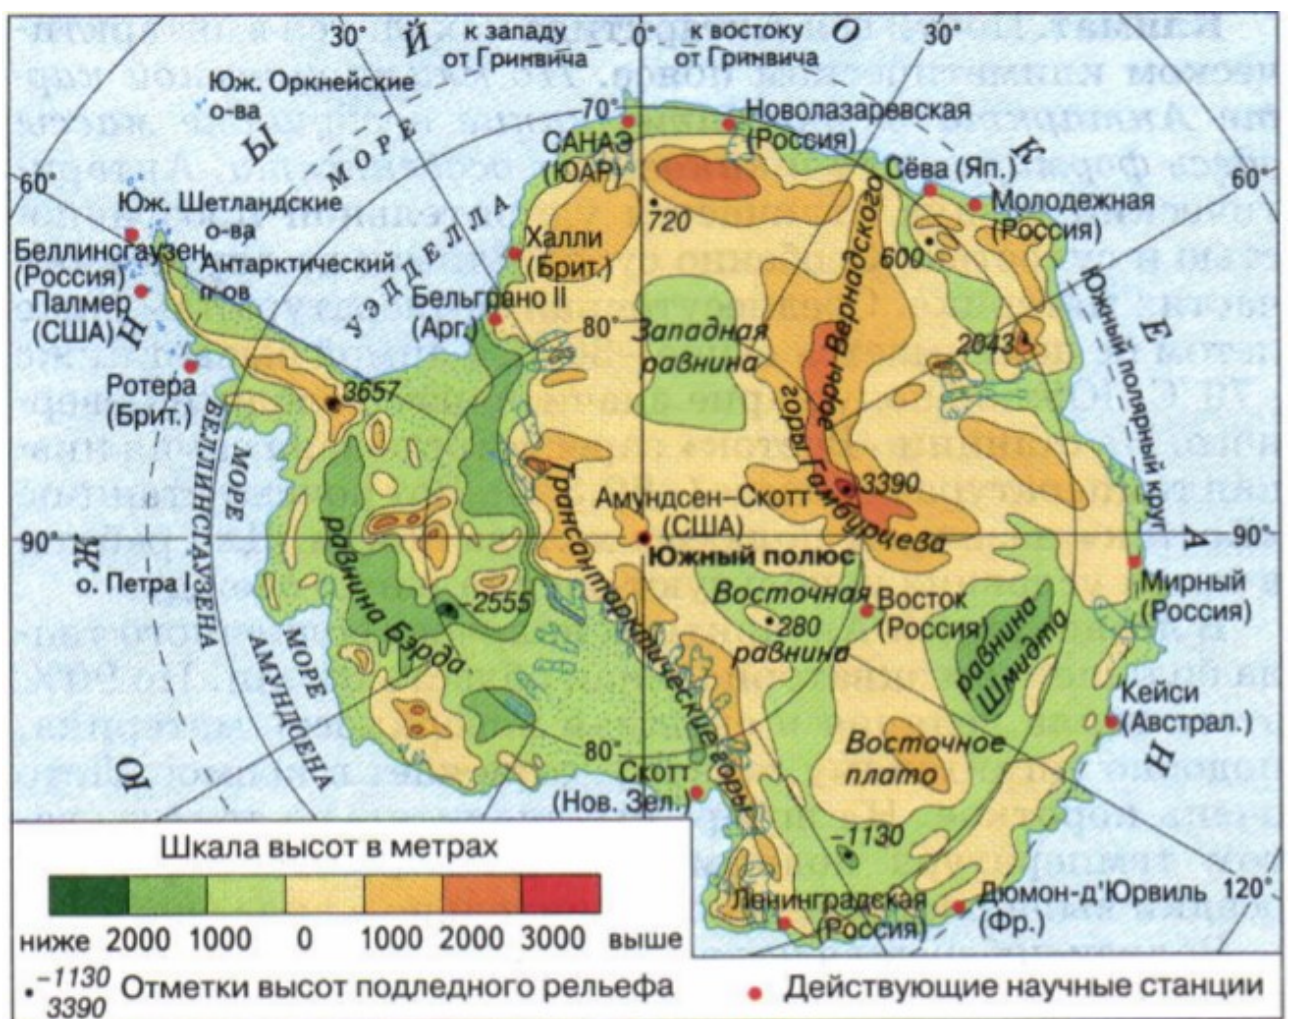 к западу
от Гринвича
к востоку
от Гринвича
30°
0°
30°
Ю Ж Н Ы Й
О К Е А Н
Юж. Оркнейские
о-ва
70°
САНАЭ
(ЮАР)
Новолазаревская
(Россия)
60°
60°
Сёва (Яп.)
Молодежная
(Россия)
Юж. Шетландские
о-ва
МОРЕ
УЭДДЕЛЛА
720
600
Беллинсгаузен
(Россия)
Антарктический
п-ов
Халли
(Брит.)
Палмер
(США)
Бельграно II
(Арг.)
80°
Западная
равнина
горы Вернадского
2043
Южный полярный круг
Ротера
(Брит.)
3657
МОРЕ
БЕЛЛИНСГАУЗЕНА
горы Гамбурцева
3390
Амундсен–Скотт
(США)
Трансантарктические горы
90°
Южный полюс
90°
о. Петра I
равнина Бэрда
-2555
Восточная
равнина
280
Восток
(Россия)
Мирный
(Россия)
равнина
Шмидта
МОРЕ
АМУНДСЕНА
Кейси
(Австрал.)
80°
Скотт
(Нов. Зел.)
Восточное
плато
-1130
Ленинградская
(Россия)
Дюмон-д'Юрвиль
(Фр.)
120°
Шкала высот в метрах
ниже 2000 1000 0 1000 2000 3000 выше
-1130
3390
Отметки высот подледного рельефа
Действующие научные станции